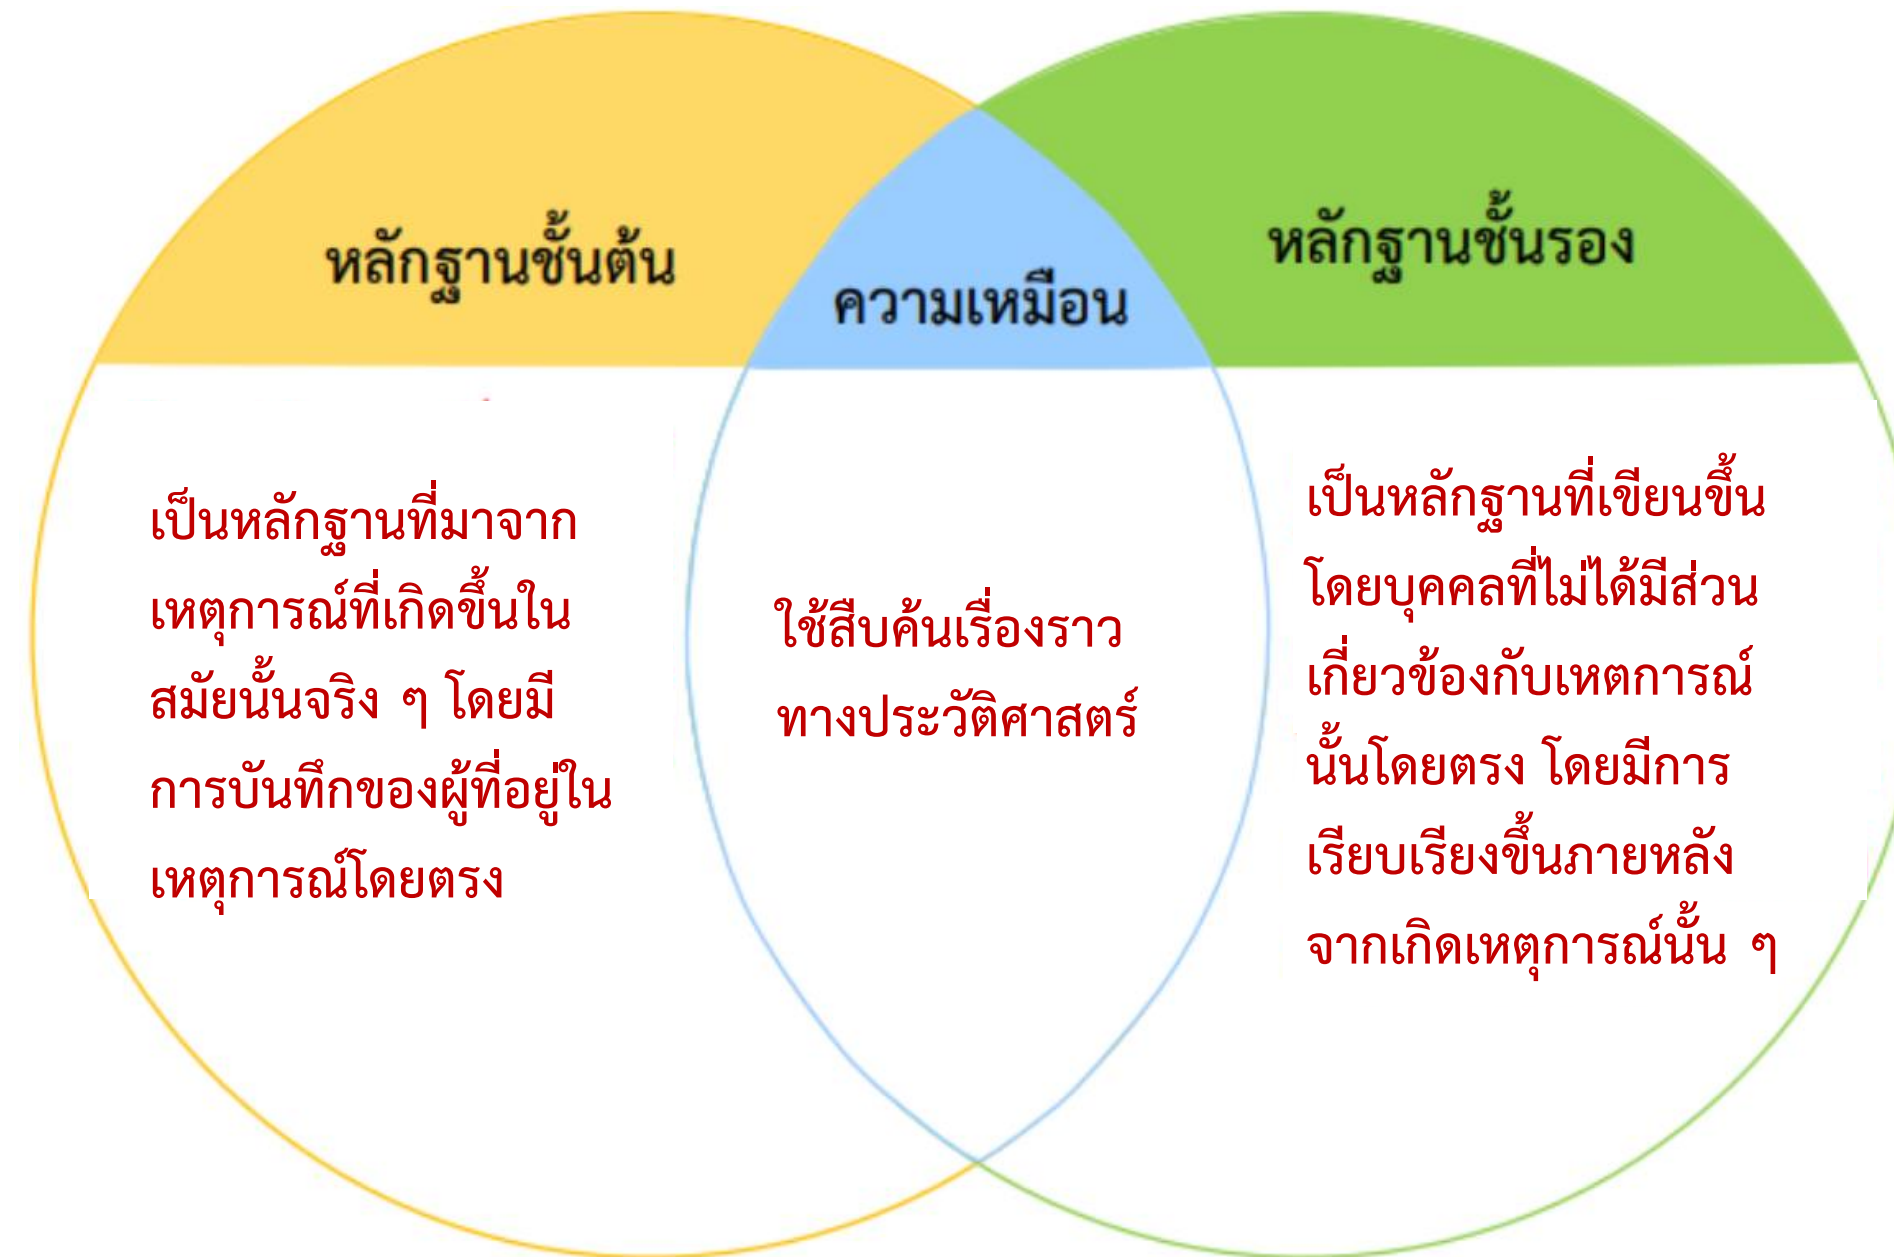 หลักฐานชั้นต้น
ความเหมือน
หลักฐานชั้นรอง
เป็นหลักฐานที่มาจาก
เหตุการณ์ที่เกิดขึ้นใน
สมัยนั้นจริง ๆ โดยมี
การบันทึกของผู้ที่อยู่ใน
เหตุการณ์โดยตรง
ใช้สืบค้นเรื่องราว
ทางประวัติศาสตร์
เป็นหลักฐานที่เขียนขึ้น
โดยบุคคลที่ไม่ได้มีส่วน
เกี่ยวข้องกับเหตการณ์
นั้นโดยตรง โดยมีการ
เรียบเรียงขึ้นภายหลัง
จากเกิดเหตุการณ์นั้น ๆ